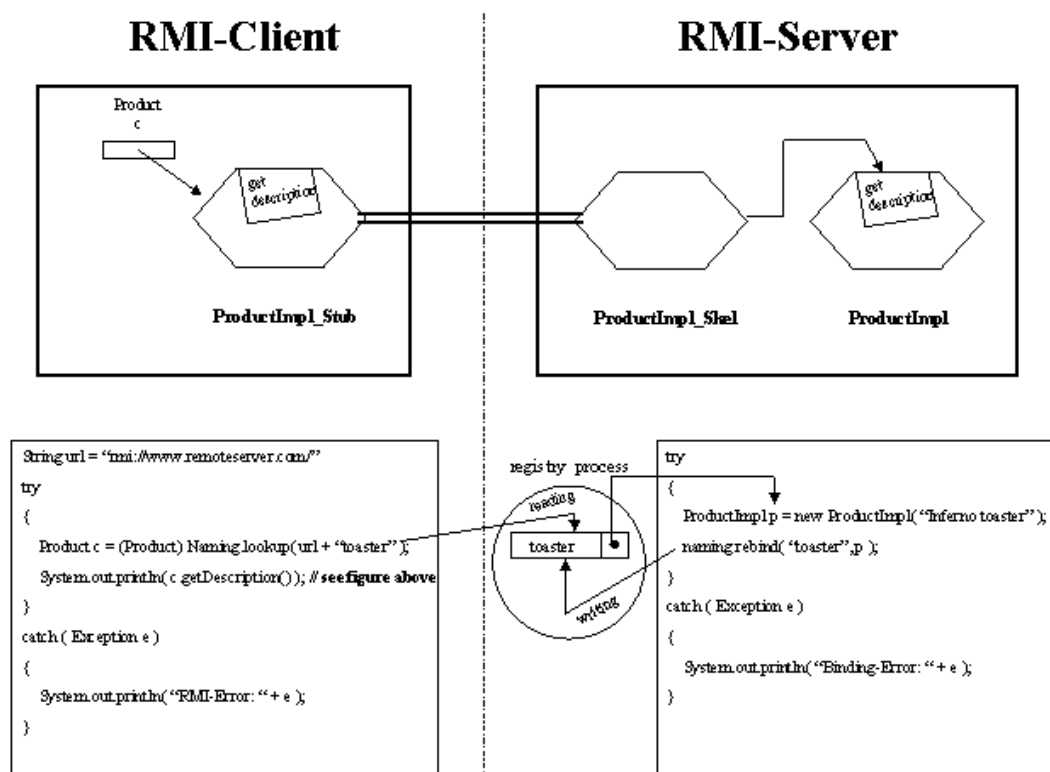 RMI-Client
RMI-Server
Product
c
get
description
get
description
ProductImpl_Stub
ProductImpl_Skel
ProductImpl
String url = “rmi://www.remoteserver.com/”
try
{
Product c = (Product) Naming.lookup( url + “toaster” );
System.out.println( c.getDescription() ); // see figure above
}
catch ( Exception e )
{
System.out.println( “RMI-Error: “ + e );
}
registry process
reading
toaster
writing
try
{
ProductImpl p = new ProductImpl( “Inferno toaster” );
naming.rebind( “toaster”, p );
}
catch ( Exception e )
{
System.out.println( “Binding-Error: “ + e );
}